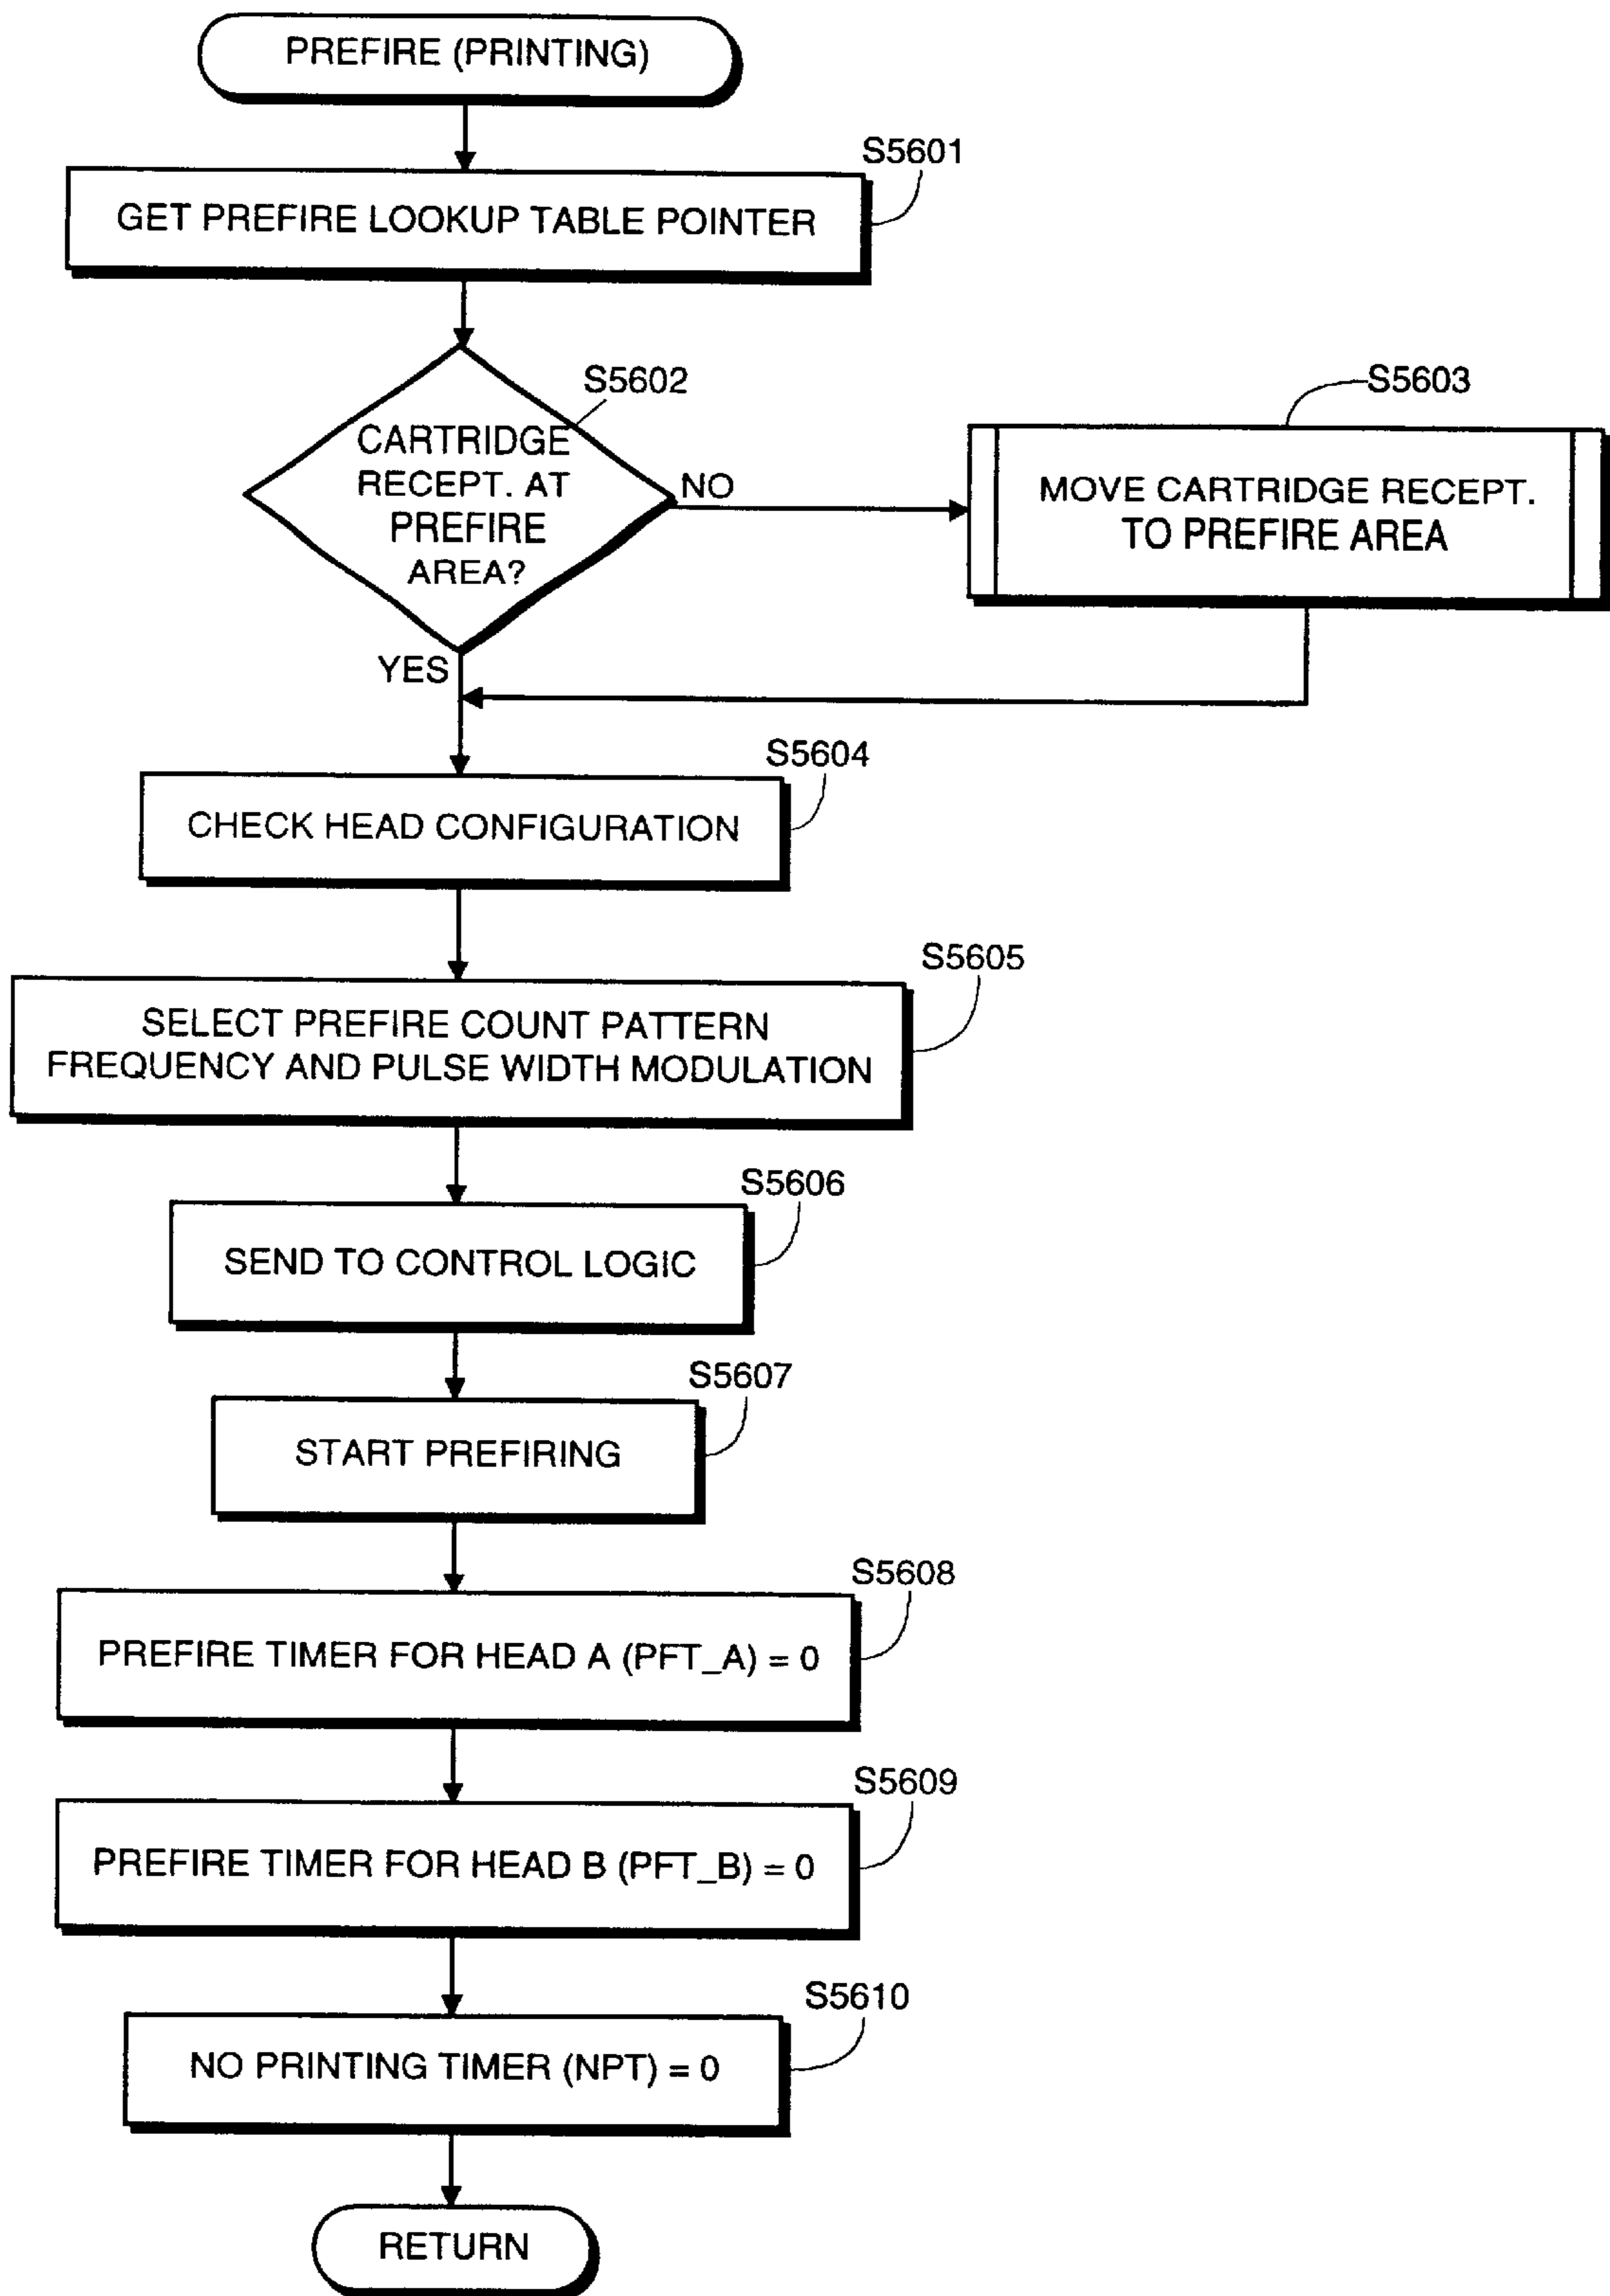 PREFIRE (PRINTING)
S5601
GET PREFIRE LOOKUP TABLE POINTER
S5602
CARTRIDGE
RECEPT. AT
PREFIRE
AREA?
NO
YES
S5603
MOVE CARTRIDGE RECEPT.
TO PREFIRE AREA
S5604
CHECK HEAD CONFIGURATION
S5605
SELECT PREFIRE COUNT PATTERN
FREQUENCY AND PULSE WIDTH MODULATION
S5606
SEND TO CONTROL LOGIC
S5607
START PREFIRING
S5608
PREFIRE TIMER FOR HEAD A (PFT_A) = 0
S5609
PREFIRE TIMER FOR HEAD B (PFT_B) = 0
S5610
NO PRINTING TIMER (NPT) = 0
RETURN